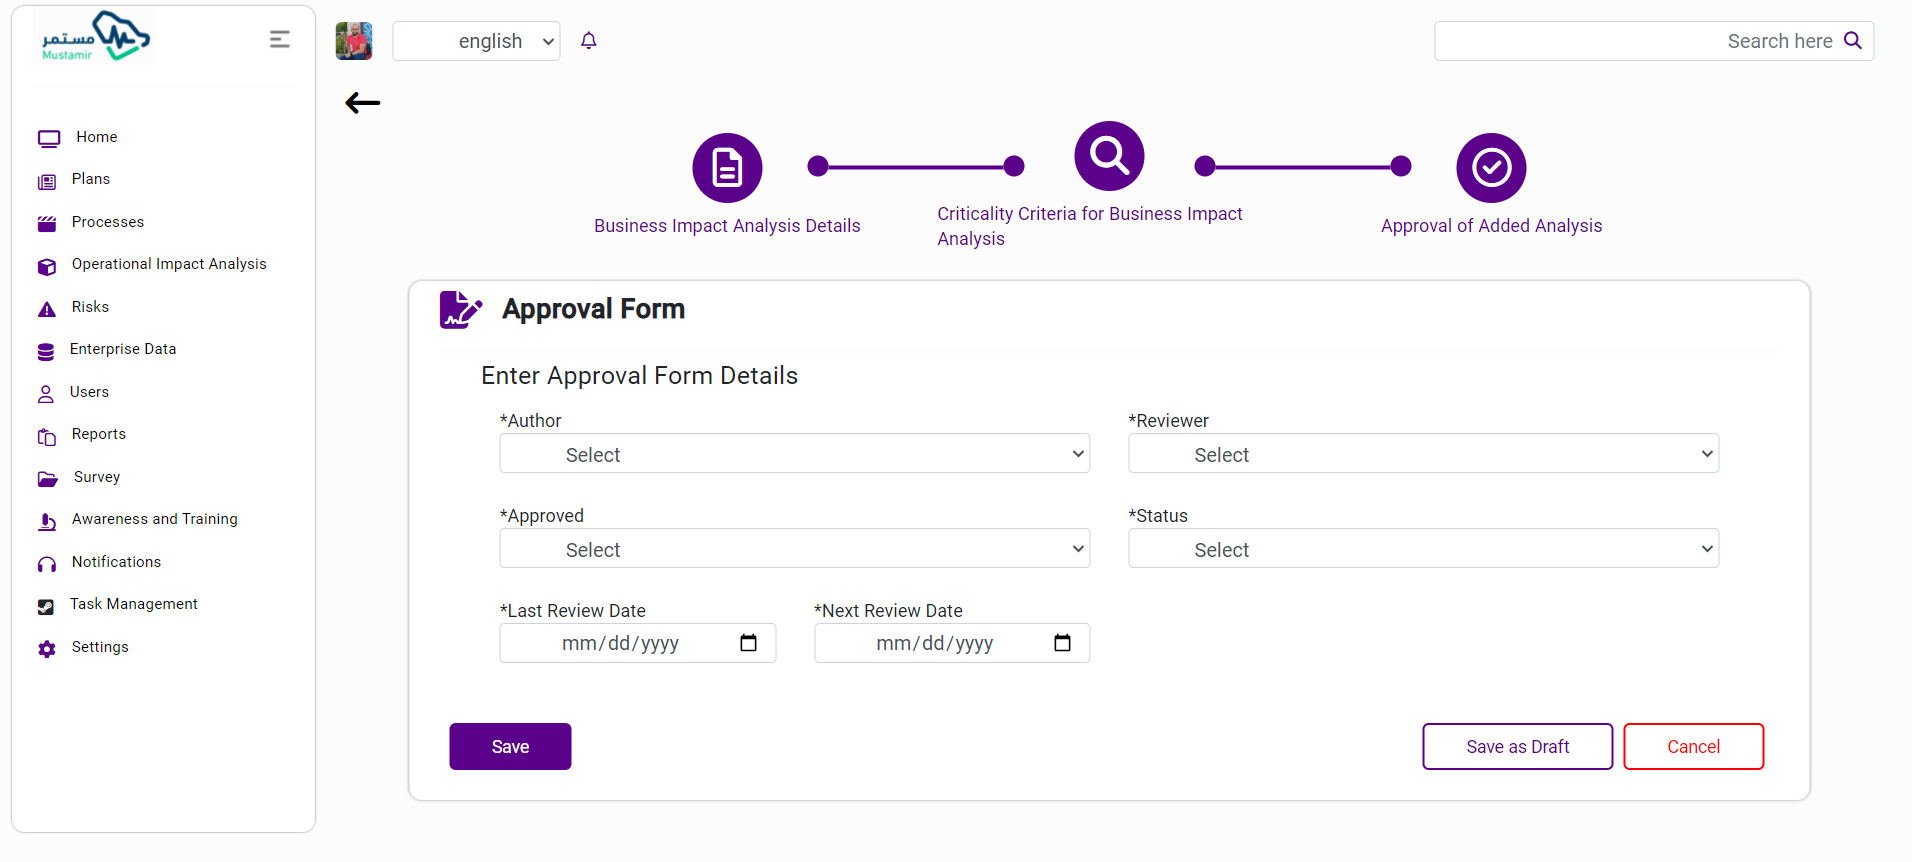 مستمر
Mustamir
english
Search here
Home
Plans
Processes
Operational Impact Analysis
Risks
Enterprise Data
Users
Reports
Survey
Awareness and Training
Notifications
Task Management
Settings
Business Impact Analysis Details
Criticality Criteria for Business Impact
Analysis
Approval of Added Analysis
Approval Form
Enter Approval Form Details
*Author
*Reviewer
Select
Select
*Approved
*Status
Select
Select
*Last Review Date
*Next Review Date
mm/dd/yyyy
mm/dd/yyyy
Save
Save as Draft
Cancel